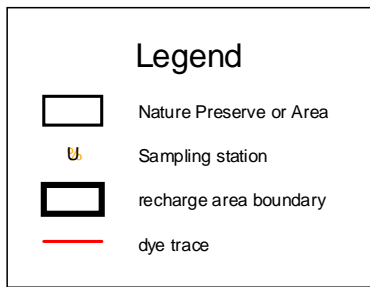 Legend
Nature Preserve or Area
U% Sampling station
recharge area boundary
dye trace